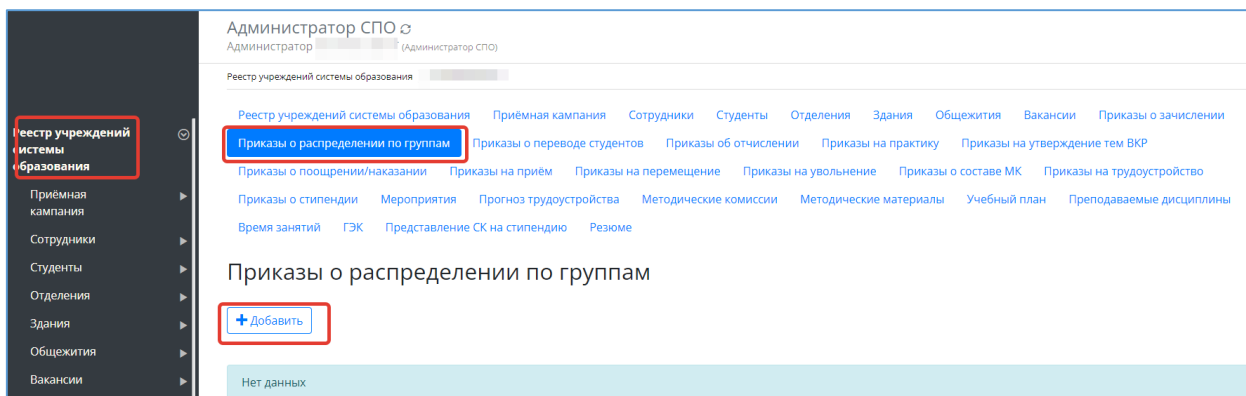 Администратор СПО
Администратор (Администратор СПО)
Реестр учреждений системы образования
Реестр учреждений системы образования Приёмная кампания Сотрудники Студенты Отделения Здания Общежития Вакансии Приказы о зачислении
Приказы о распределении по группам Приказы о переводе студентов Приказы об отчислении Приказы на практику Приказы на утверждение тем ВКР
Приказы о поощрении/наказании Приказы на приём Приказы на перемещение Приказы на увольнение Приказы о составе МК Приказы на трудоустройство
Приказы о стипендии Мероприятия Прогноз трудоустройства Методические комиссии Методические материалы Учебный план Преподаваемые дисциплины
Время занятий ГЭК Представление СК на стипендию Резюме
Приказы о распределении по группам
Добавить
Нет данных
Реестр учреждений
системы
образования
Приёмная
кампания
Сотрудники
Студенты
Отделения
Здания
Общежития
Вакансии